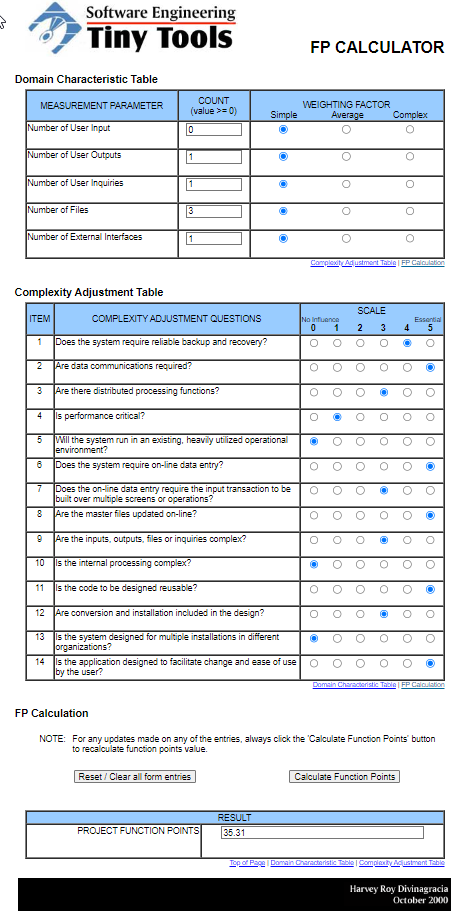 Software Engineering
Tiny Tools
FP CALCULATOR
Domain Characteristic Table
MEASUREMENT PARAMETER
COUNT
(value >= 0)
WEIGHTING FACTOR
Simple Average Complex
Number of User Input 0
Number of User Outputs 1
Number of User Inquiries 1
Number of Files 3
Number of External Interfaces 1
Complexity Adjustment Table | FP Calculation
Complexity Adjustment Table
ITEM
COMPLEXITY ADJUSTMENT QUESTIONS
SCALE
No Influence Essential
0 1 2 3 4 5
1 Does the system require reliable backup and recovery?
2 Are data communications required?
3 Are there distributed processing functions?
4 Is performance critical?
5 Will the system run in an existing, heavily utilized operational
environment?
6 Does the system require on-line data entry?
7 Does the on-line data entry require the input transaction to be
built over multiple screens or operations?
8 Are the master files updated on-line?
9 Are the inputs, outputs, files or inquiries complex?
10 Is the internal processing complex?
11 Is the code to be designed reusable?
12 Are conversion and installation included in the design?
13 Is the system designed for multiple installations in different
organizations?
14 Is the application designed to facilitate change and ease of use
by the user?
Domain Characteristic Table | FP Calculation
FP Calculation
NOTE: For any updates made on any of the entries, always click the 'Calculate Function Points' button
to recalculate function points value.
Reset / Clear all form entries Calculate Function Points
RESULT
PROJECT FUNCTION POINTS 35.31
Top of Page | Domain Characteristic Table | Complexity Adjustment Table
Harvey Roy Divinagracia
October 2000